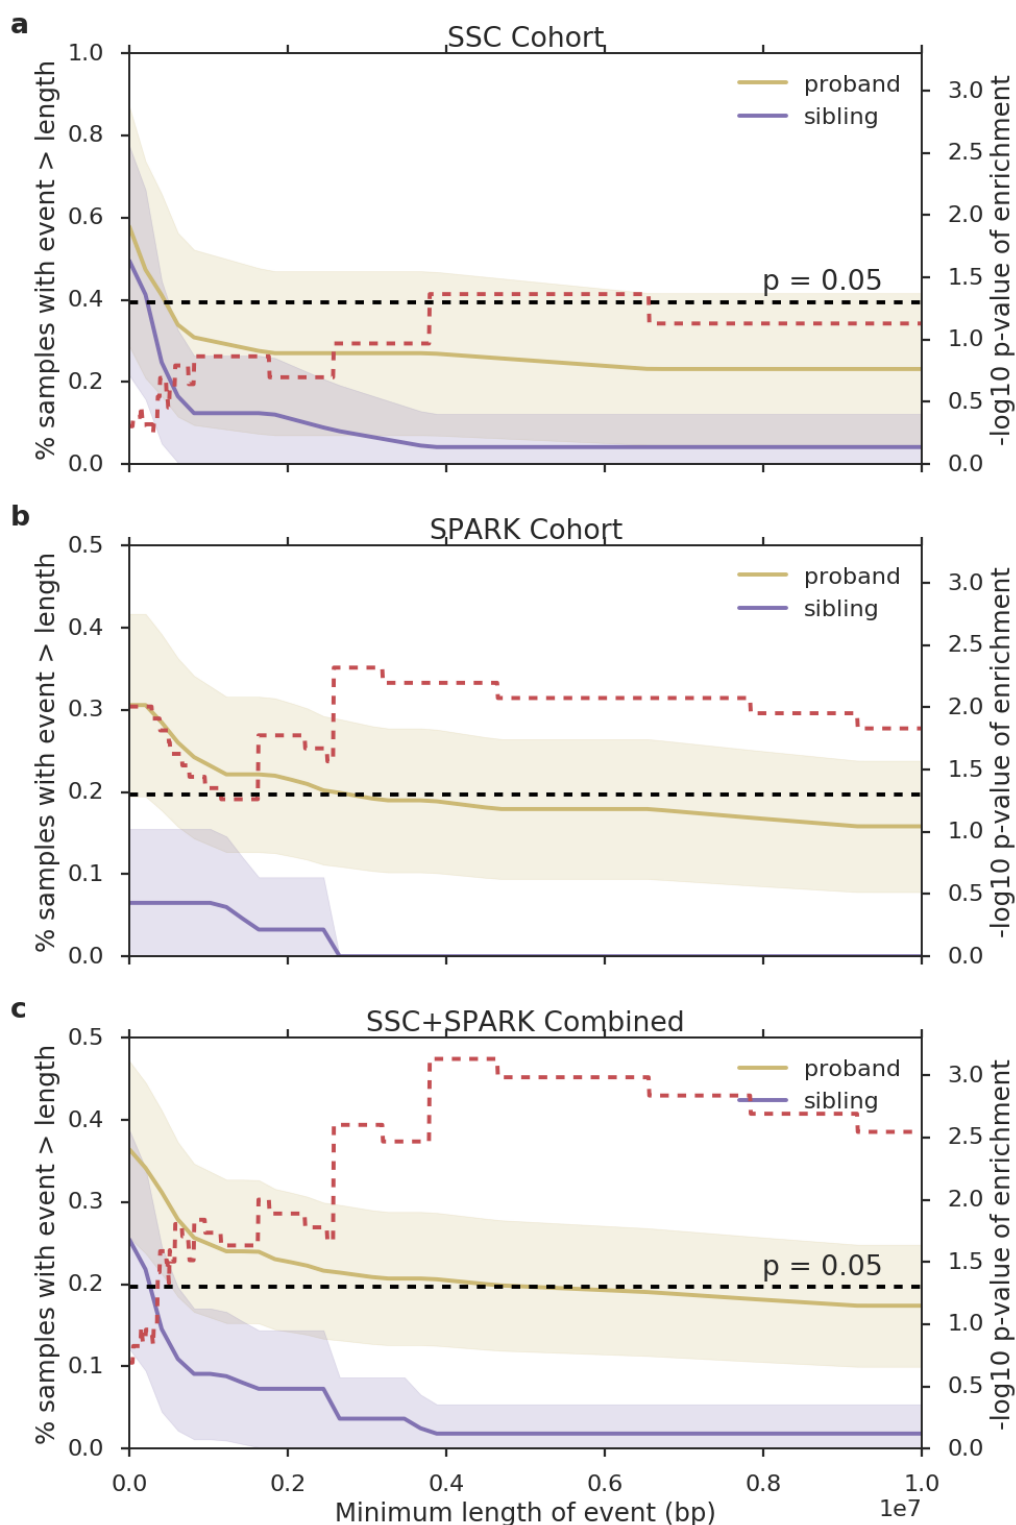 a
SSC Cohort
% samples with event > length
1.0
0.8
0.6
0.4
0.2
0.0
proband
sibling
p = 0.05
3.0
2.5
2.0
1.5
1.0
0.5
0.0
-log10 p-value of enrichment
b
SPARK Cohort
% samples with event > length
0.5
0.4
0.3
0.2
0.1
0.0
proband
sibling
3.0
2.5
2.0
1.5
1.0
0.5
0.0
-log10 p-value of enrichment
c
SSC+SPARK Combined
% samples with event > length
0.5
0.4
0.3
0.2
0.1
0.0
proband
sibling
p = 0.05
3.0
2.5
2.0
1.5
1.0
0.5
0.0
-log10 p-value of enrichment
0.0 0.2 0.4 0.6 0.8 1.0
Minimum length of event (bp)
1e7